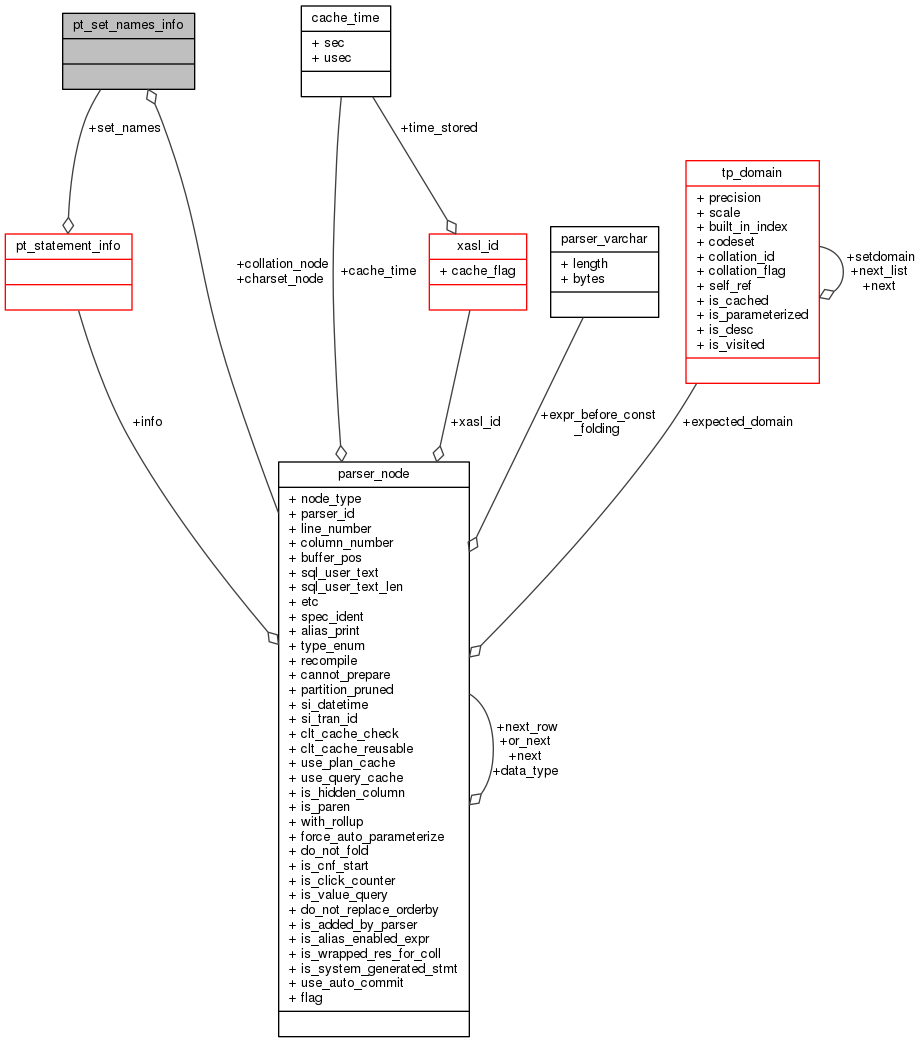 pt_set_names_info
cache_time
+ sec
+ usec
+set_names
+time_stored
tp_domain
+ precision
+ scale
+ built_in_index
+ codeset
+ collation_id
+ collation_flag
+ self_ref
+ is_cached
+ is_parameterized
+ is_desc
+ is_visited
+setdomain
+next_list
+next
pt_statement_info
+collation_node
+charset_node
+cache_time
xasl_id
+ cache_flag
parser_varchar
+ length
+ bytes
+info
+xasl_id
+expr_before_const
_folding
+expected_domain
parser_node
+ node_type
+ parser_id
+ line_number
+ column_number
+ buffer_pos
+ sql_user_text
+ sql_user_text_len
+ etc
+ spec_ident
+ alias_print
+ type_enum
+ recompile
+ cannot_prepare
+ partition_pruned
+ si_datetime
+ si_tran_id
+ clt_cache_check
+ clt_cache_reusable
+ use_plan_cache
+ use_query_cache
+ is_hidden_column
+ is_paren
+ with_rollup
+ force_auto_parameterize
+ do_not_fold
+ is_cnf_start
+ is_click_counter
+ is_value_query
+ do_not_replace_orderby
+ is_added_by_parser
+ is_alias_enabled_expr
+ is_wrapped_res_for_coll
+ is_system_generated_stmt
+ use_auto_commit
+ flag
+next_row
+or_next
+next
+data_type